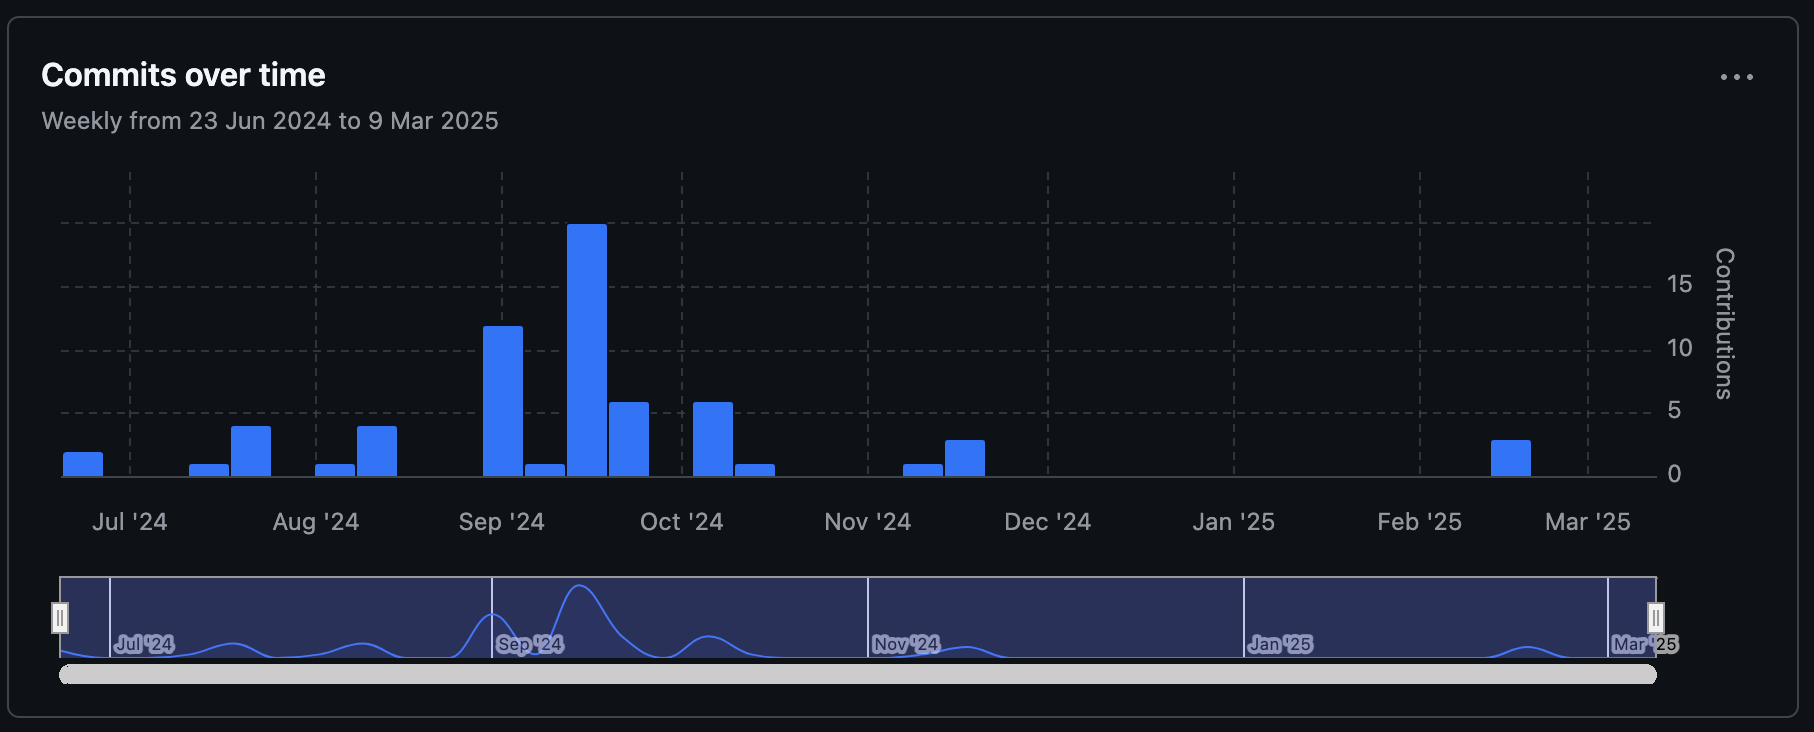 Commits over time
Weekly from 23 Jun 2024 to 9 Mar 2025
15
10
5
0
Contributions
Jul '24 Aug '24 Sep '24 Oct '24 Nov '24 Dec '24 Jan '25 Feb '25 Mar '25
Jul '24 Sep '24 Nov '24 Jan '25 Mar '25